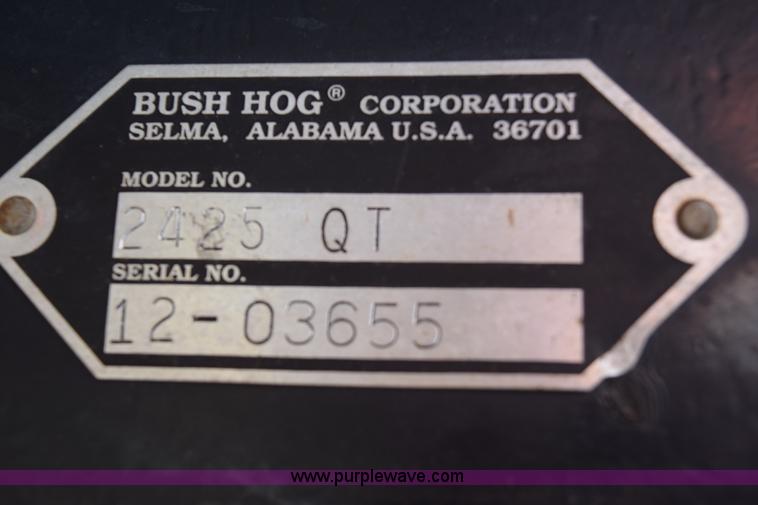 BUSH HOG® CORPORATION
SELMA, ALABAMA U.S.A. 36701
MODEL NO.
2425 QT
SERIAL NO.
12-03655
www.purplewave.com